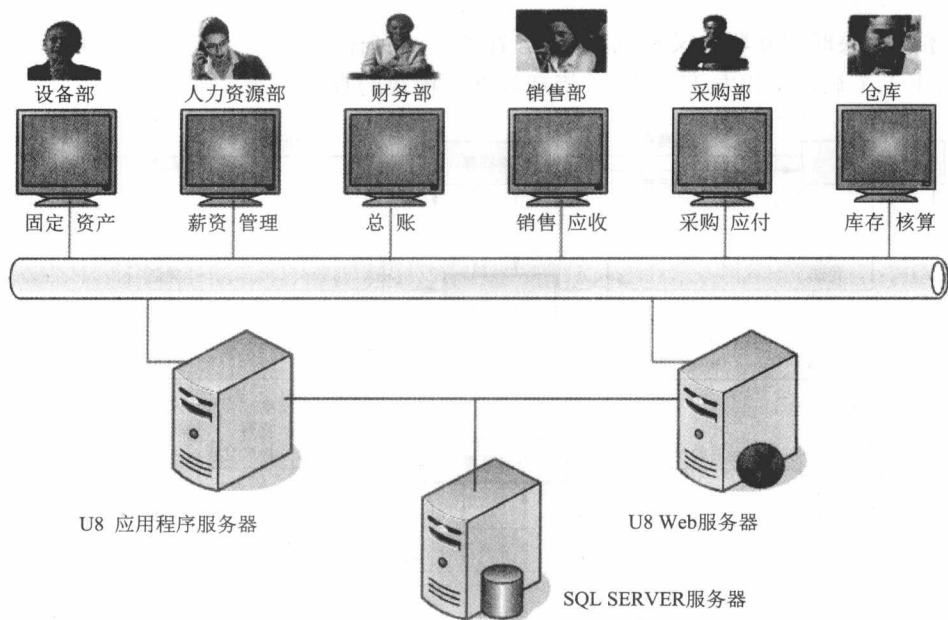 设备部 人力资源部 财务部 销售部 采购部 仓库
固定 资产 薪资 管理 总 账 销售 应收 采购 应付 库存 核算
U8 应用程序服务器 U8 Web服务器
SQL SERVER服务器